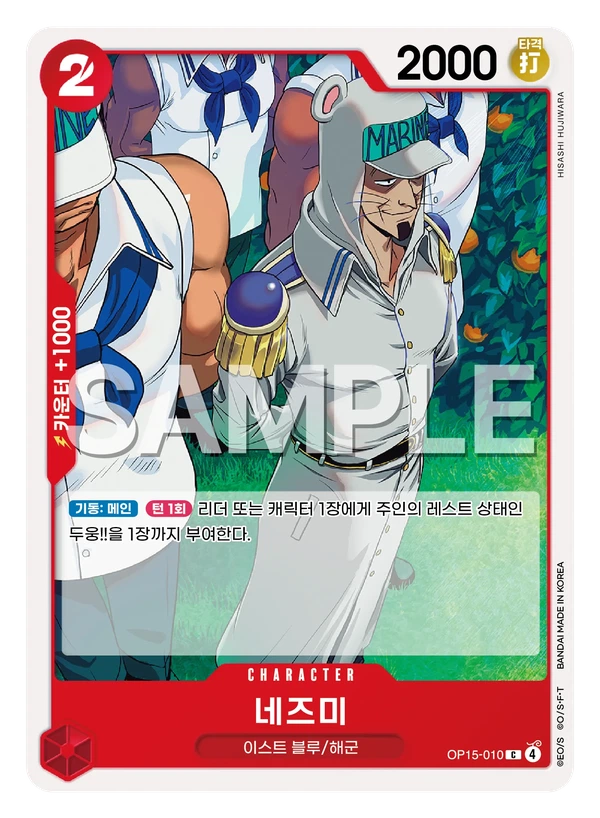 2
2000
타격
打
HISASHI HUJIWARA
MARINE
카운터 +1000
SAMPLE
기동: 메인 턴 1회 리더 또는 캐릭터 1장에게 주인의 레스트 상태인
두웅!!을 1장까지 부여한다.
CHARACTER
네즈미
이스트 블루/해군
OP15-010 C 4
©EO/S ©O/S·F·T BANDAI MADE IN KOREA